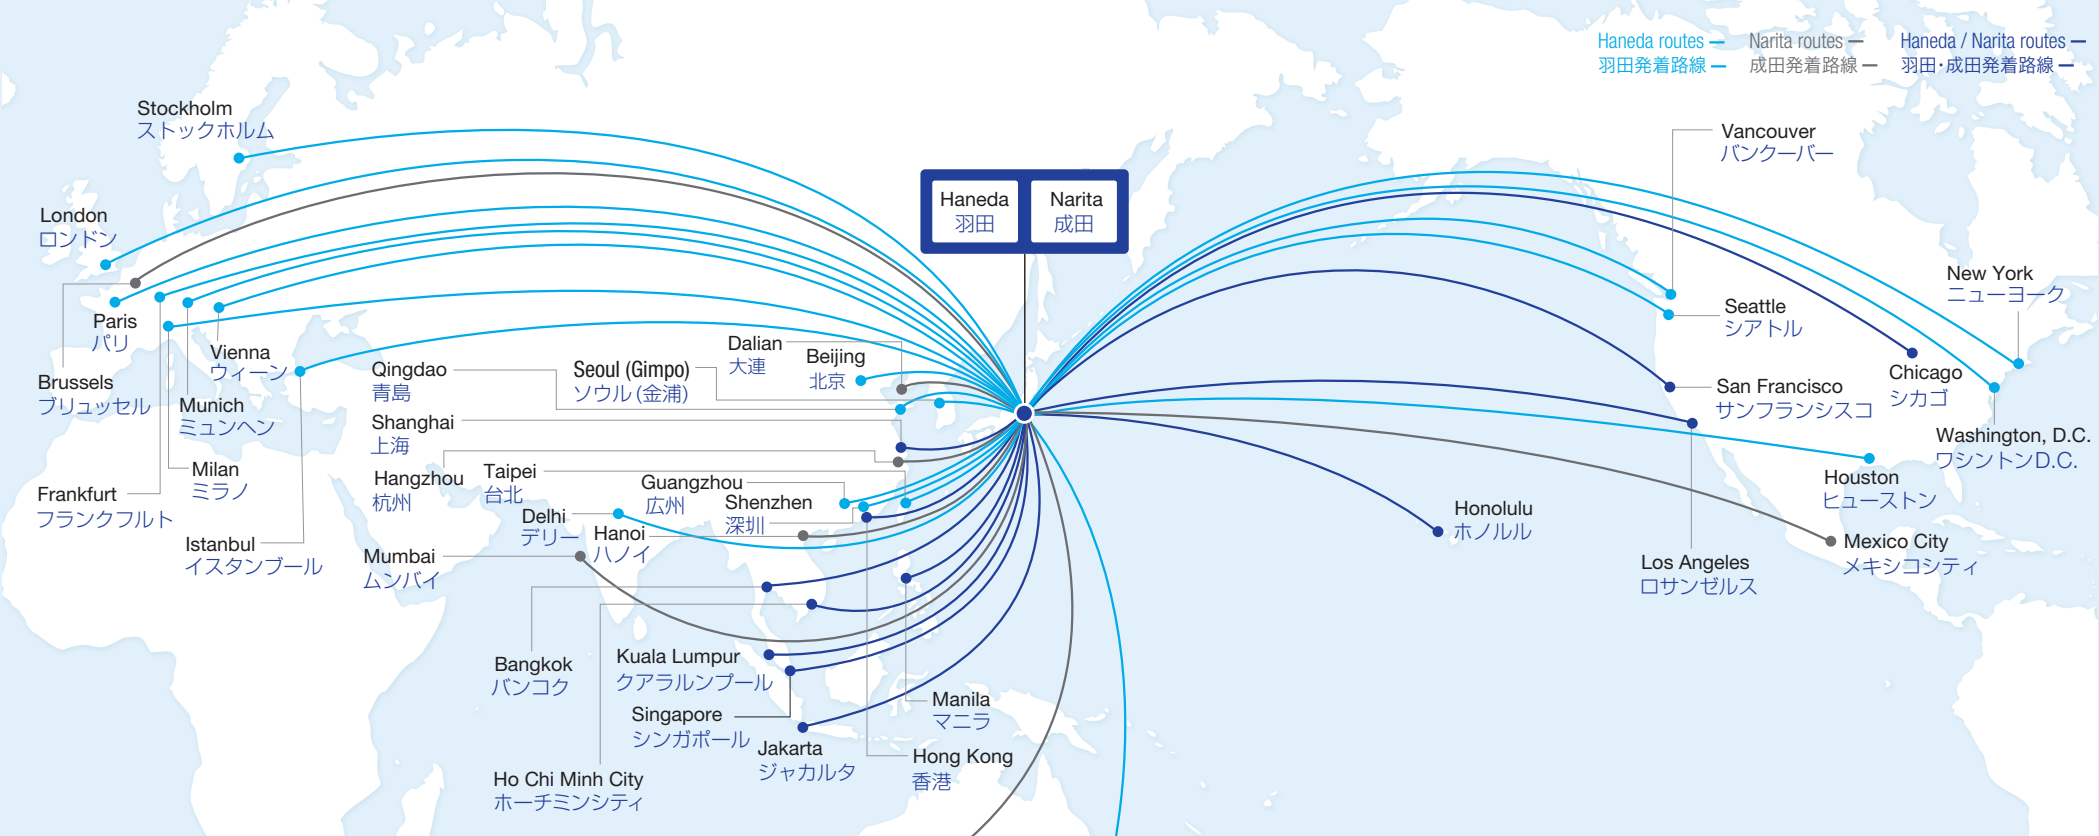 Haneda routes
Narita routes
Haneda / Narita routes
羽田発着路線
成田発着路線
羽田・成田発着路線
Stockholm
ストックホルム
London
ロンドン
Haneda
羽田
Narita
成田
Vancouver
バンクーバー
New York
ニューヨーク
Seattle
シアトル
Paris
パリ
Vienna
ウィーン
Brussels
ブリュッセル
Munich
ミュンヘン
Qingdao
青島
Seoul (Gimpo)
ソウル(金浦)
Dalian
大連
Beijing
北京
Shanghai
上海
Chicago
シカゴ
San Francisco
サンフランシスコ
Washington, D.C.
ワシントンD.C.
Milan
ミラノ
Frankfurt
フランクフルト
Hangzhou
杭州
Taipei
台北
Guangzhou
広州
Shenzhen
深圳
Houston
ヒューストン
Honolulu
ホノルル
Delhi
デリー
Hanoi
ハノイ
Istanbul
イスタンブール
Mumbai
ムンバイ
Mexico City
メキシコシティ
Los Angeles
ロサンゼルス
Bangkok
バンコク
Kuala Lumpur
クアラルンプール
Singapore
シンガポール
Manila
マニラ
Jakarta
ジャカルタ
Hong Kong
香港
Ho Chi Minh City
ホーチミンシティ